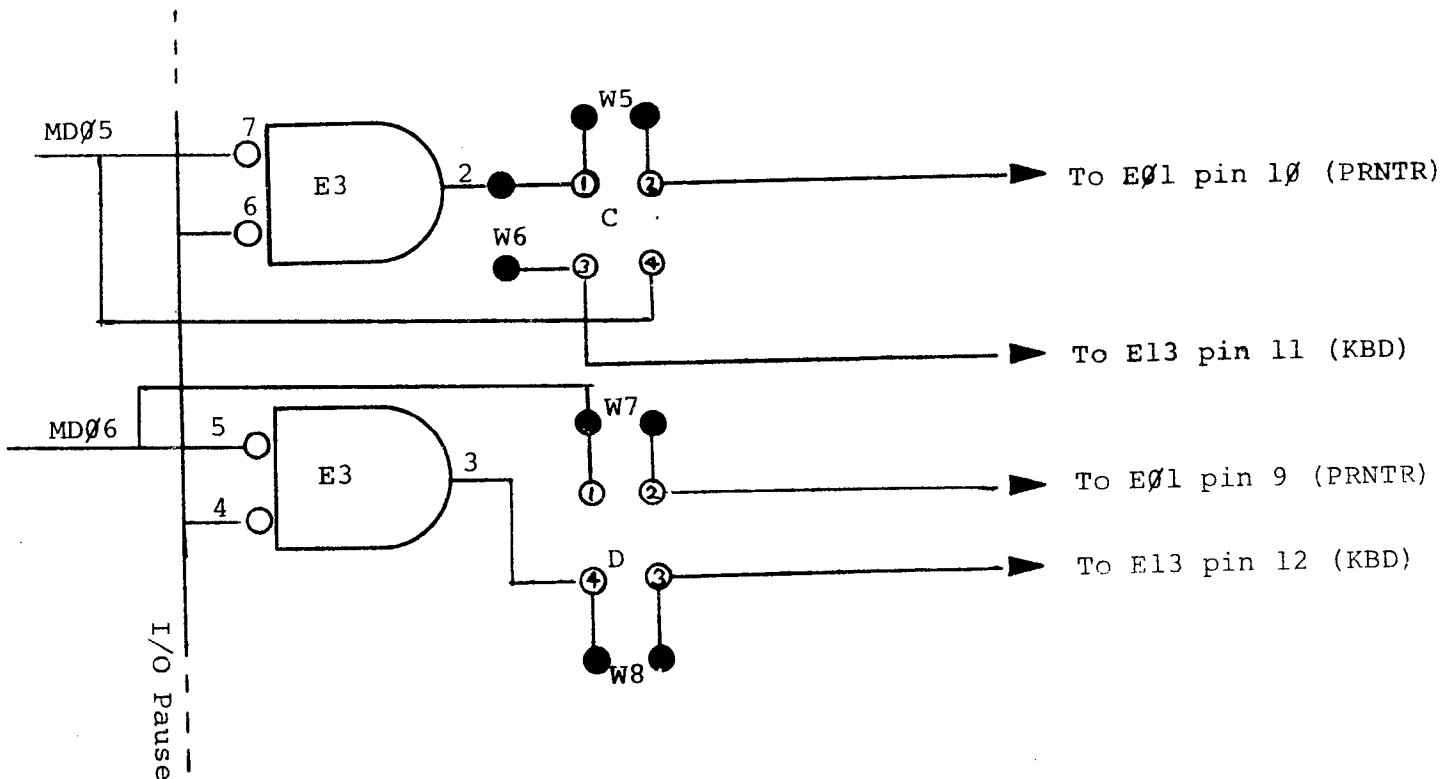 W5
MDØ5
7
E3
2
1
2
To EØ1 pin 1Ø (PRNTR)
6
C
W6
3
4
To E13 pin 11 (KBD)
W7
MDØ6
5
E3
3
1
2
To EØ1 pin 9 (PRNTR)
4
D
4
3
To E13 pin 12 (KBD)
W8
I/O Pause